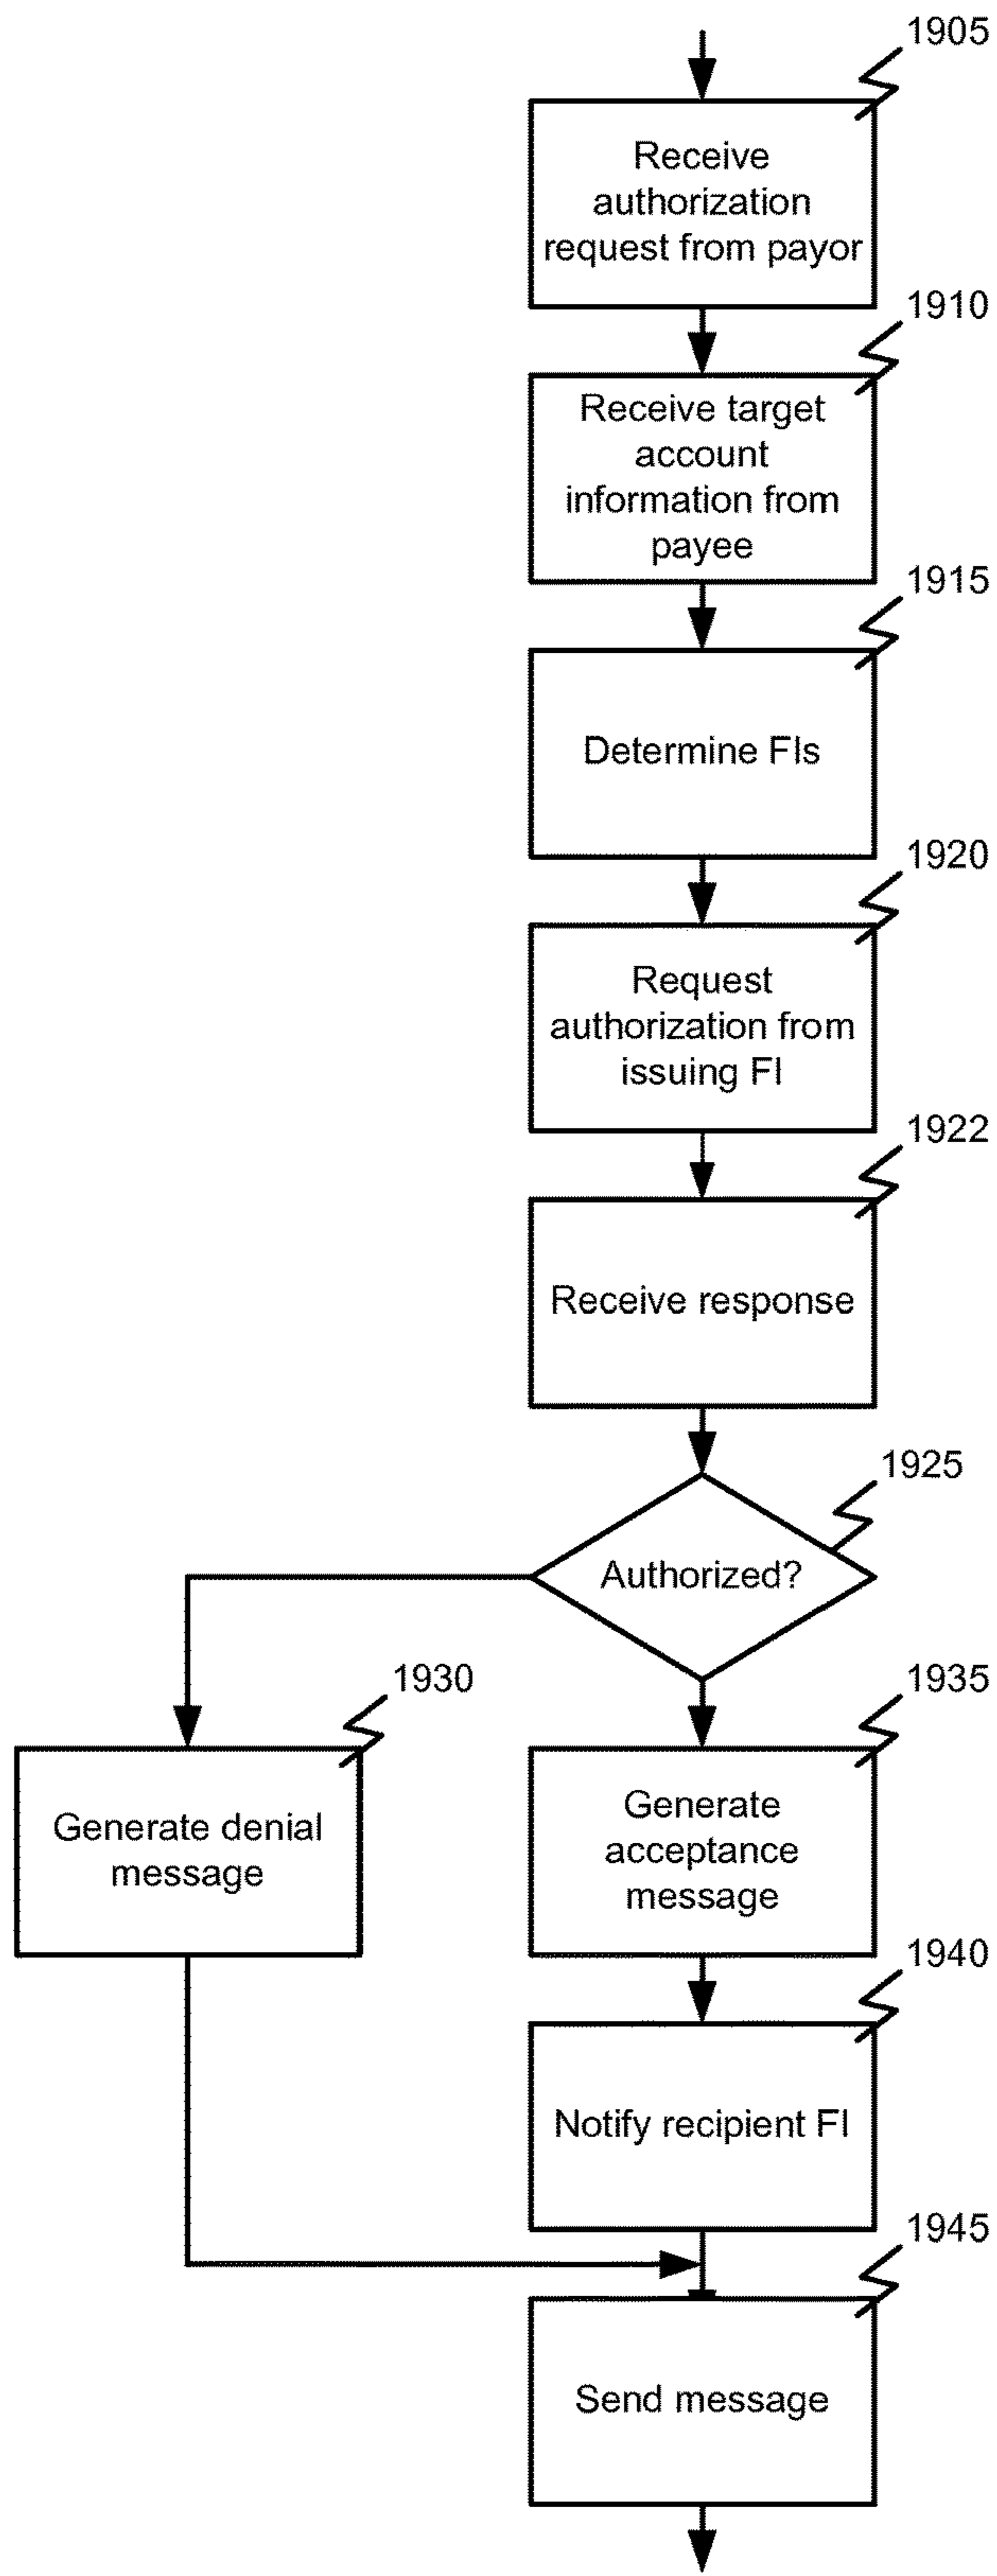 1905
Receive
authorization
request from payor
1910
Receive target
account
information from
payee
1915
Determine FIs
1920
Request
authorization from
issuing FI
1922
Receive response
1925
Authorized?
1930
Generate denial
message
1935
Generate
acceptance
message
1940
Notify recipient FI
1945
Send message